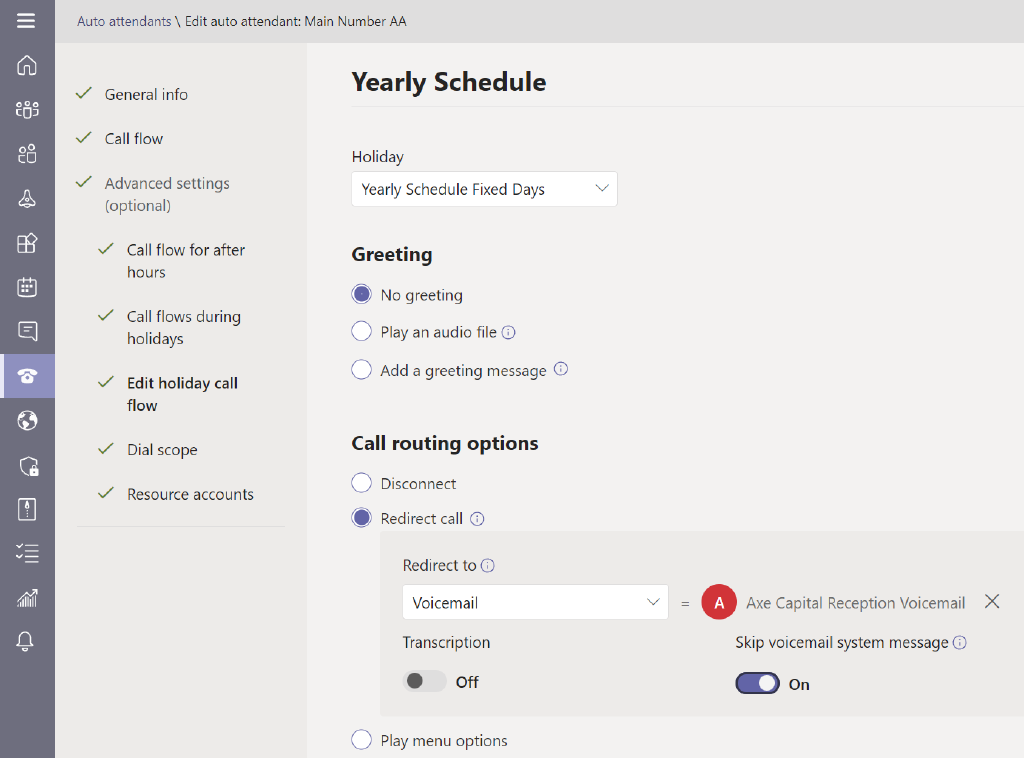 Auto attendants \ Edit auto attendant: Main Number AA
General info
Call flow
Advanced settings
(optional)
Call flow for after
hours
Call flows during
holidays
Edit holiday call
flow
Dial scope
Resource accounts
Yearly Schedule
Holiday
Yearly Schedule Fixed Days
Greeting
No greeting
Play an audio file
Add a greeting message
Call routing options
Disconnect
Redirect call
Redirect to
Voicemail = A Axe Capital Reception Voicemail
Transcription
Skip voicemail system message
Off
On
Play menu options